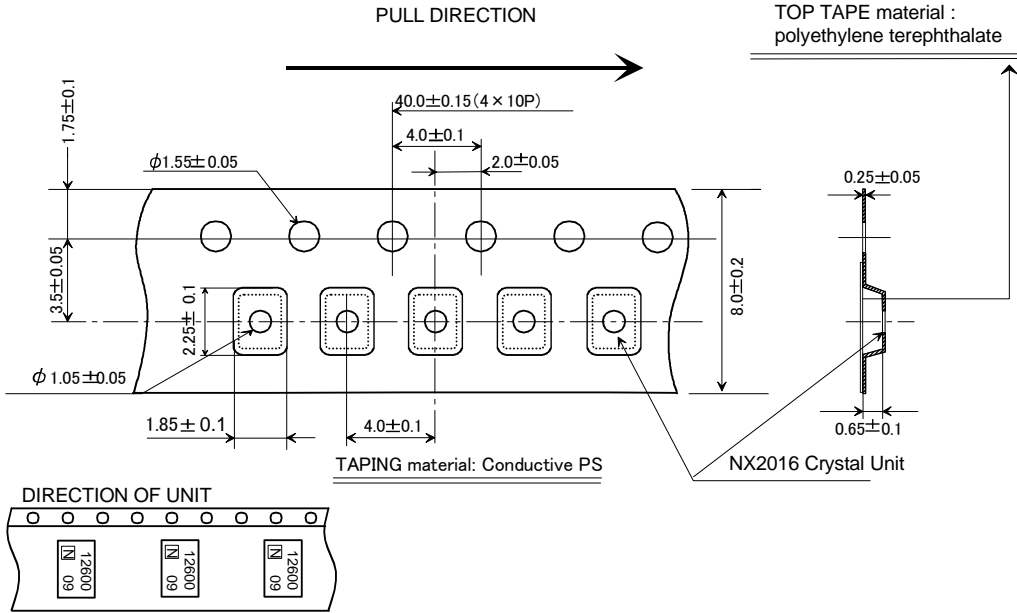 PULL DIRECTION
TOP TAPE material :
polyethylene terephthalate
1.75±0.1
40.0±0.15(4×10P)
4.0±0.1
2.0±0.05
φ1.55±0.05
0.25±0.05
3.5±0.05
2.25± 0.1
8.0±0.2
φ1.05±0.05
1.85± 0.1
4.0±0.1
0.65±0.1
TAPING material: Conductive PS
NX2016 Crystal Unit
DIRECTION OF UNIT
12600
N 09
12600
N 09
12600
N 09